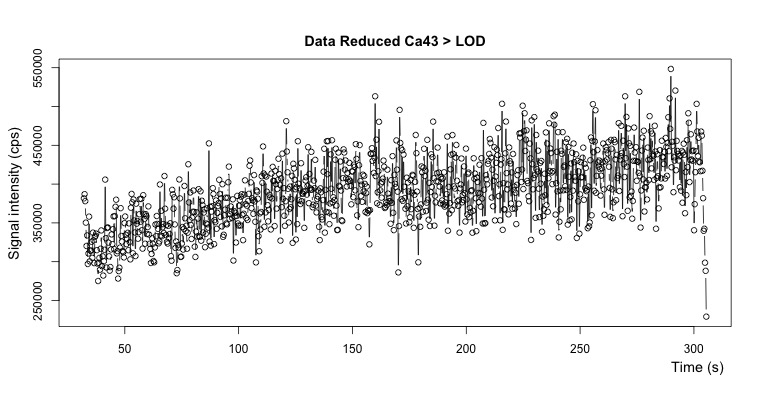 Data Reduced Ca43 > LOD
Signal intensity (cps)
550000
450000
350000
250000
50 100 150 200 250 300
Time (s)